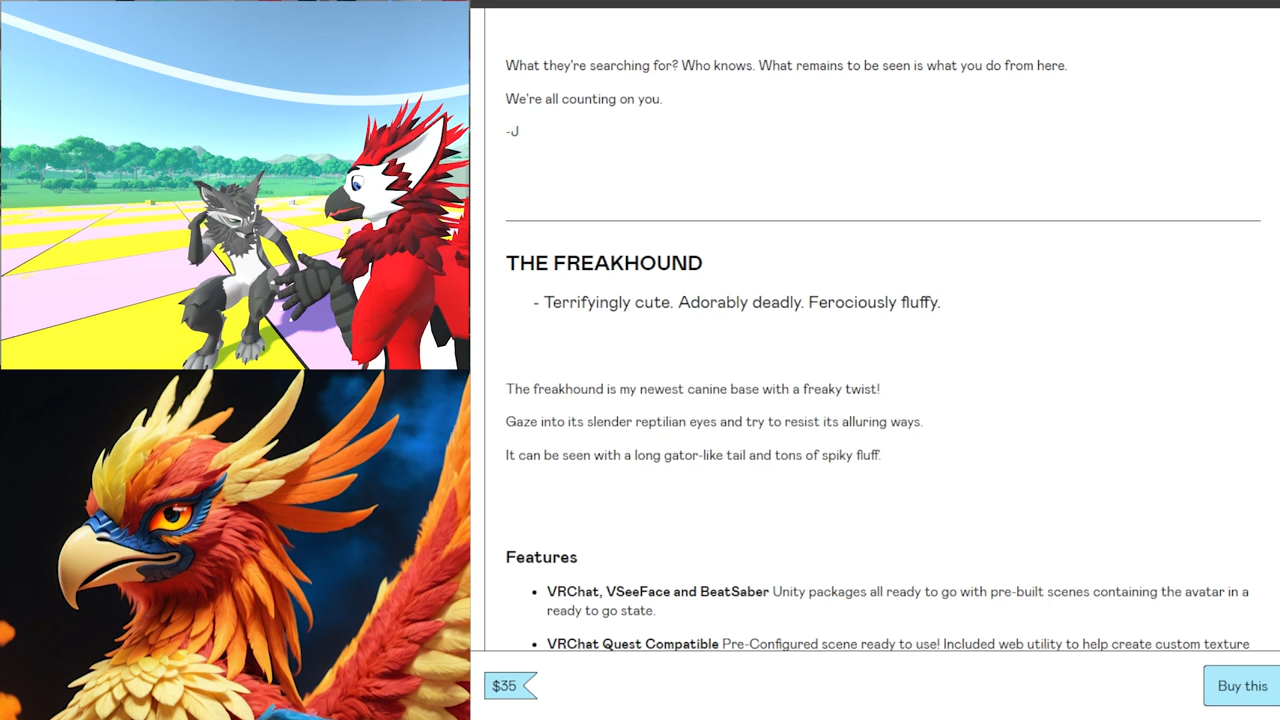 What they're searching for? Who knows. What remains to be seen is what you do from here.
We're all counting on you.
-J
THE FREAKHOUND
- Terrifyingly cute. Adorably deadly. Ferociously fluffy.
The freakhound is my newest canine base with a freaky twist!
Gaze into its slender reptilian eyes and try to resist its alluring ways.
It can be seen with a long gator-like tail and tons of spiky fluff.
Features
• VRChat, VSeeFace and BeatSaber Unity packages all ready to go with pre-built scenes containing the avatar in a
ready to go state.
• VRChat Quest Compatible Pre-Configured scene ready to use! Included web utility to help create custom texture
$35
Buy this